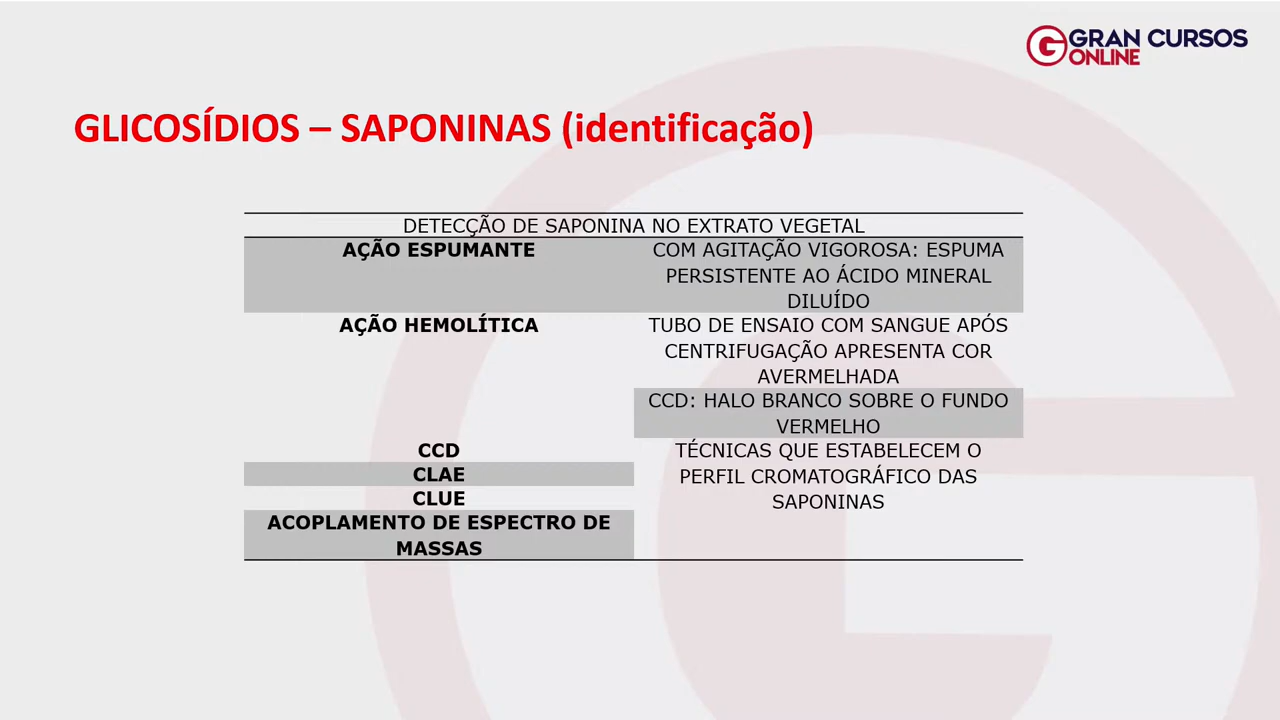 GRAN CURSOS
ONLINE
GLICOSÍDIOS – SAPONINAS (identificação)
DETECÇÃO DE SAPONINA NO EXTRATO VEGETAL
AÇÃO ESPUMANTE
COM AGITAÇÃO VIGOROSA: ESPUMA
PERSISTENTE AO ÁCIDO MINERAL
DILUÍDO
AÇÃO HEMOLÍTICA
TUBO DE ENSAIO COM SANGUE APÓS
CENTRIFUGAÇÃO APRESENTA COR
AVERMELHADA
CCD: HALO BRANCO SOBRE O FUNDO
VERMELHO
CCD
CLAE
CLUE
ACOPLAMENTO DE ESPECTRO DE
MASSAS
TÉCNICAS QUE ESTABELECEM O
PERFIL CROMATOGRÁFICO DAS
SAPONINAS